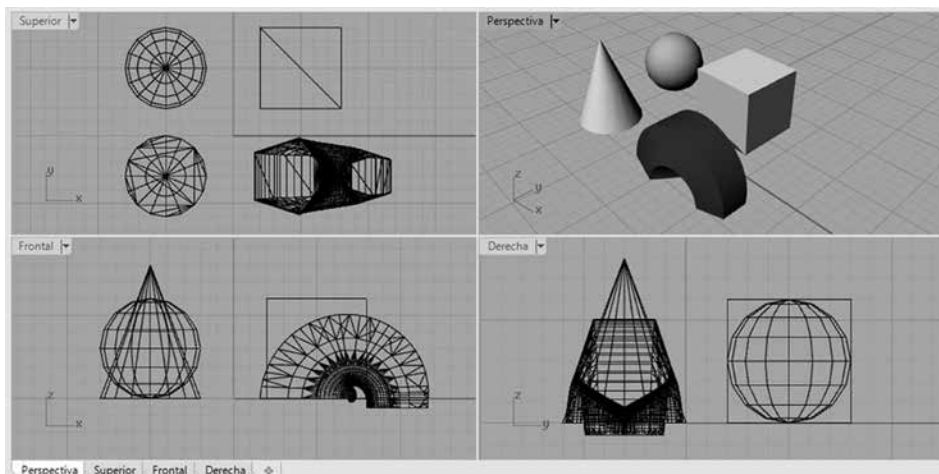 Superior
Perspectiva
y
x
z
y
x
Frontal
Derecha
z
x
z
y
Perspectiva Superior Frontal Derecha